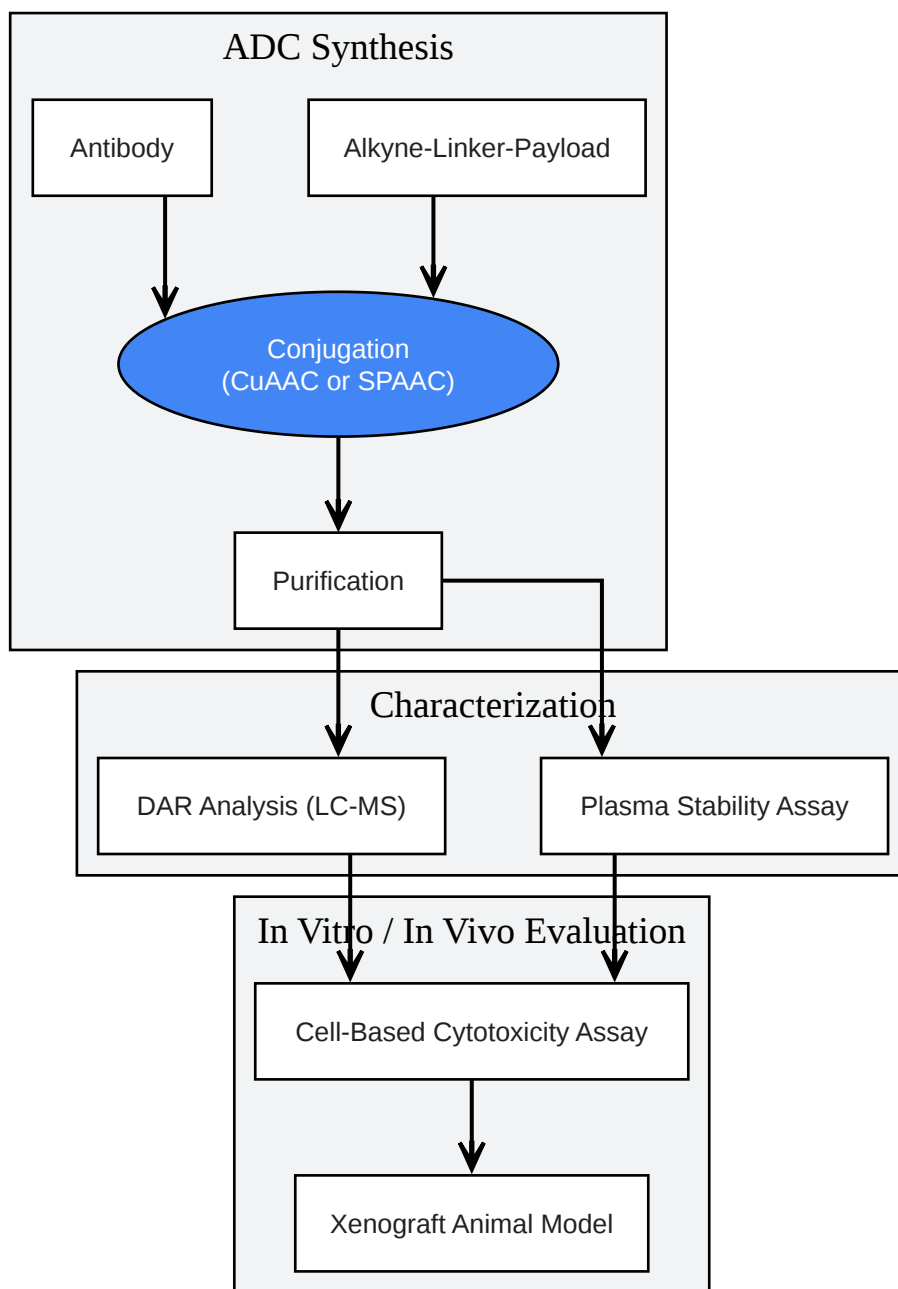 ADC Synthesis
Antibody
Alkyne-Linker-Payload
Conjugation
(CuAAC or SPAAC)
Purification
Characterization
DAR Analysis (LC-MS)
Plasma Stability Assay
In Vitro / In Vivo Evaluation
Cell-Based Cytotoxicity Assay
Xenograft Animal Model